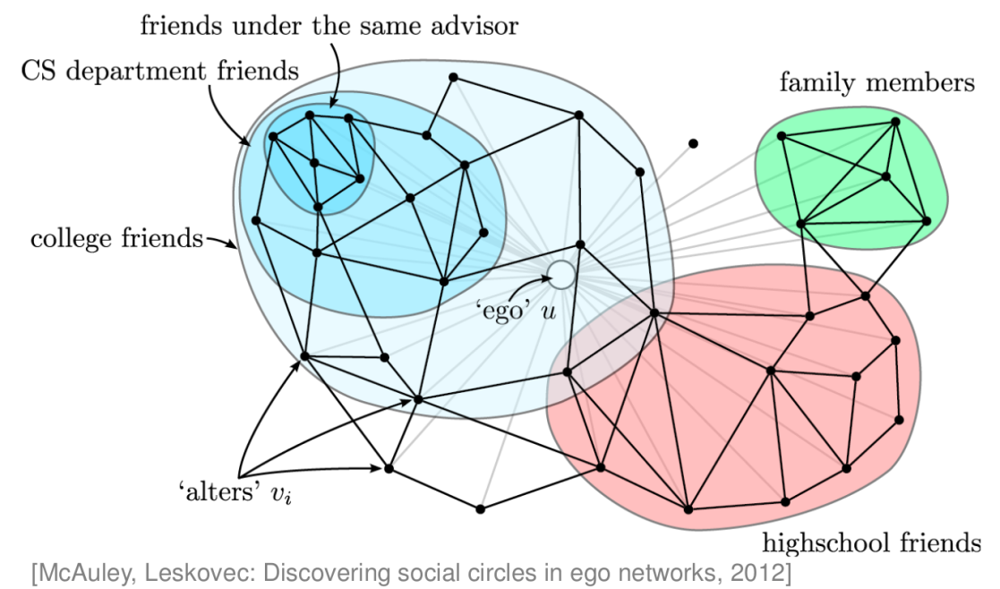 friends under the same advisor
CS department friends
family members
college friends
‘ego’ u
‘alters’ vᵢ
highschool friends
[McAuley, Leskovec: Discovering social circles in ego networks, 2012]